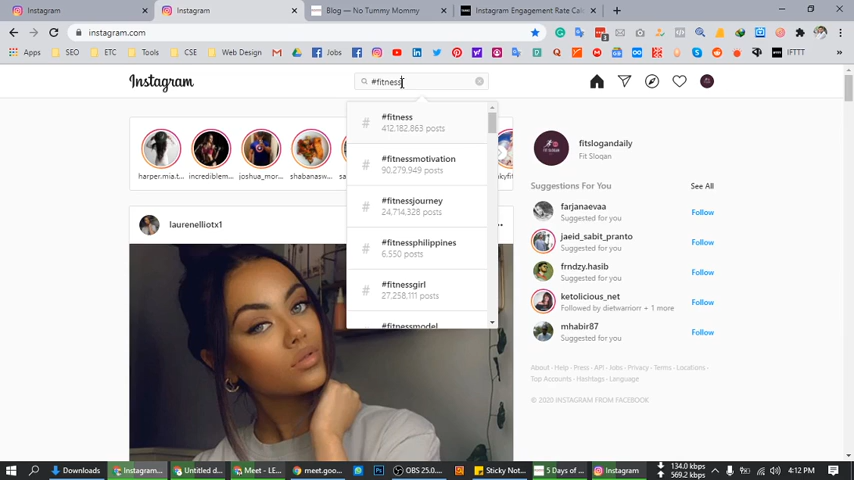 Instagram
Instagram
Blog — No Tummy Mommy
Instagram Engagement Rate Cal
instagram.com
Apps
SEO
ETC
Tools
CSE
Web Design
Jobs
IFTTT
Instagram
#fitness
#fitness
412,182,863 posts
#fitnessmotivation
90,279,949 posts
#fitnessjourney
24,714,328 posts
#fitnessphilippines
6,550 posts
#fitnessgirl
27,258,111 posts
#fitnessmodel
harper.mia.t...
incrediblem...
joshua_mor...
shabanasw...
laurenelliotx1
fitslogandaily
Fit Slogan
Suggestions For You
See All
farjanaevaa
Suggested for you
Follow
jaeid_sabit_pranto
Suggested for you
Follow
frndzy.hasib
Suggested for you
Follow
ketolicious_net
Followed by dietwarriorr + 1 more
Follow
mhabir87
Suggested for you
Follow
About · Help · Press · API · Jobs · Privacy · Terms · Locations ·
Top Accounts · Hashtags · Language
© 2020 INSTAGRAM FROM FACEBOOK
Downloads
Instagram...
Untitled d...
Meet - LE...
meet.goo...
OBS 25.0....
Sticky Not...
5 Days of ...
Instagram
134.0 kbps
569.2 kbps
4:12 PM